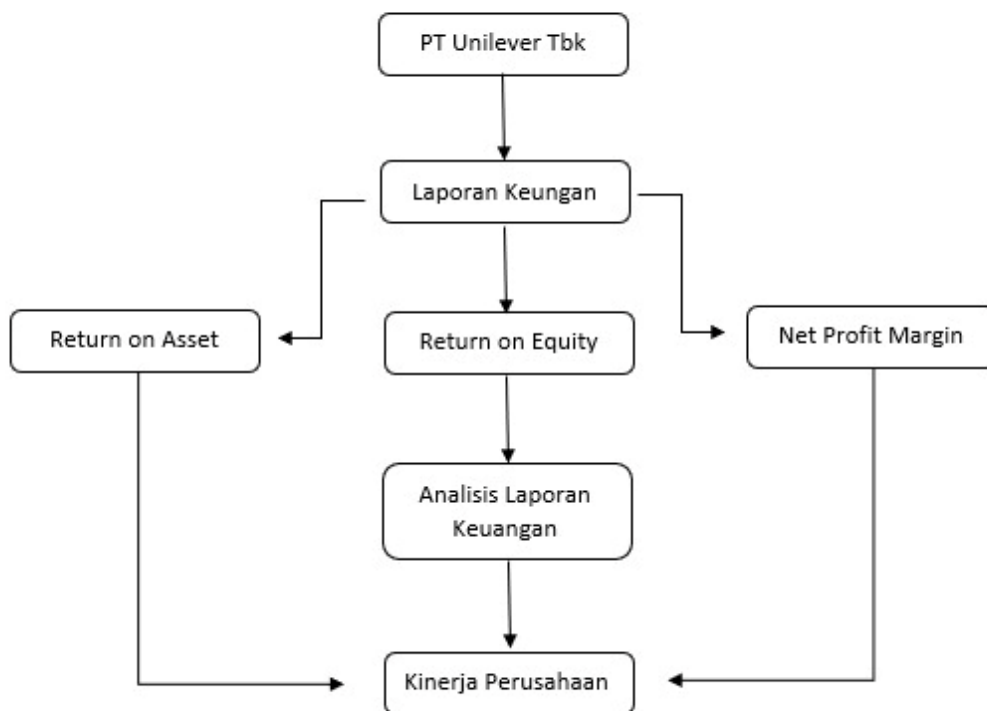 PT Unilever Tbk
Laporan Keungan
Return on Asset
Return on Equity
Net Profit Margin
Analisis Laporan
Keuangan
Kinerja Perusahaan